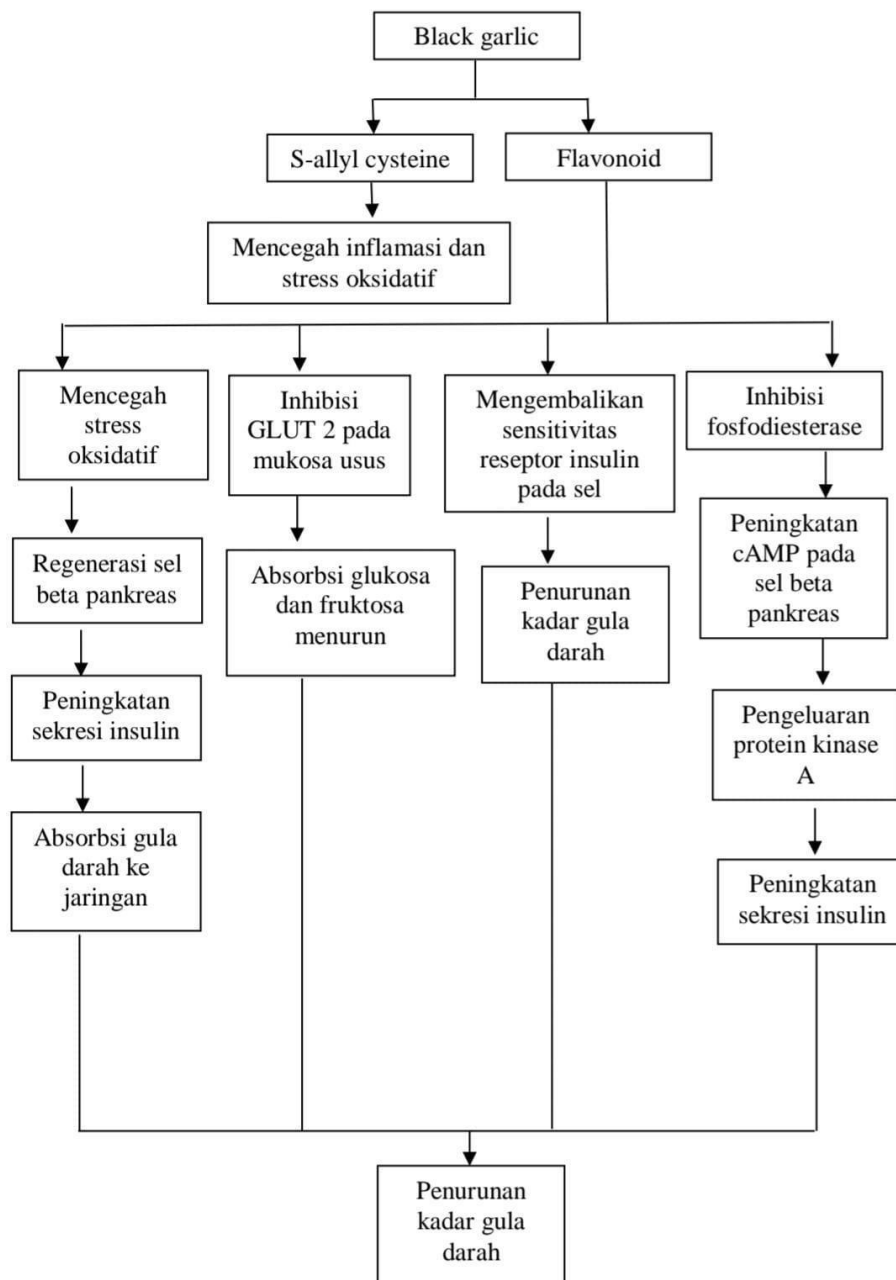 Black garlic
S-allyl cysteine
Flavonoid
Mencegah inflamasi dan
stress oksidatif
Mencegah
stress
oksidatif
Inhibisi
GLUT 2 pada
mukosa usus
Mengembalikan
sensitivitas
reseptor insulin
pada sel
Inhibisi
fosfodiesterase
Regenerasi sel
beta pankreas
Absorbsi glukosa
dan fruktosa
menurun
Penurunan
kadar gula
darah
Peningkatan
cAMP pada
sel beta
pankreas
Peningkatan
sekresi insulin
Pengeluaran
protein kinase
A
Absorbsi gula
darah ke
jaringan
Peningkatan
sekresi insulin
Penurunan
kadar gula
darah